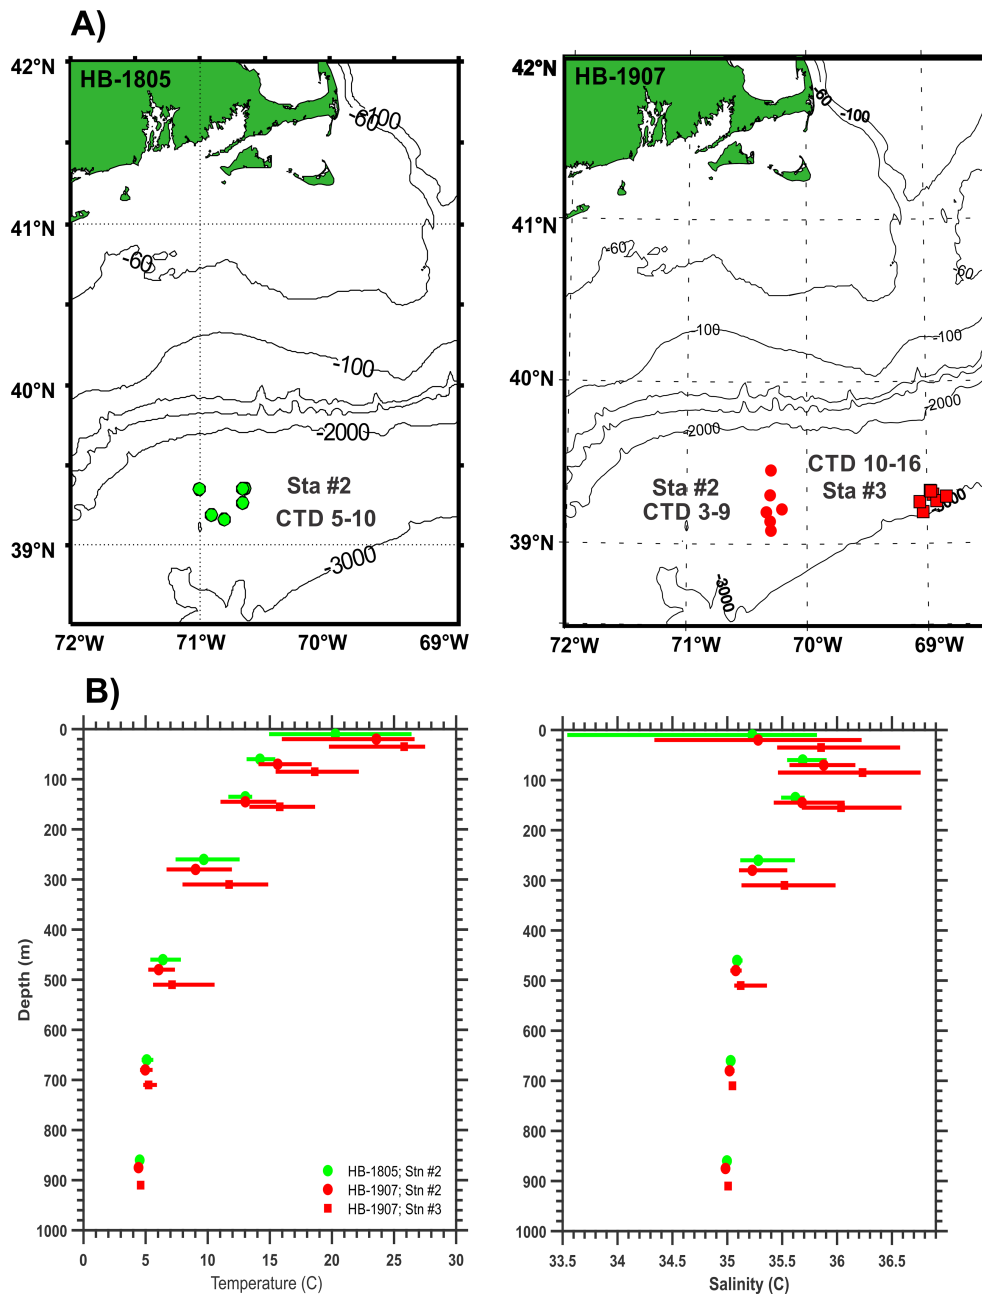 A)
42°N
41°N
40°N
39°N
HB-1805
-60
-100
-60
-100
-2000
Sta #2
CTD 5-10
-3000
72°W
71°W
70°W
69°W
42°N
41°N
40°N
39°N
HB-1907
-60
-100
-60
-60
-100
-100
-2000
-2000
CTD 10-16
Sta #3
Sta #2
CTD 3-9
-3000
-3000
72°W
71°W
70°W
69°W
B)
0
100
200
300
400
500
600
700
800
900
1000
Depth (m)
HB-1805; Stn #2
HB-1907; Stn #2
HB-1907; Stn #3
0
5
10
15
20
25
30
Temperature (C)
0
100
200
300
400
500
600
700
800
900
1000
33.5
34
34.5
35
35.5
36
36.5
Salinity (C)